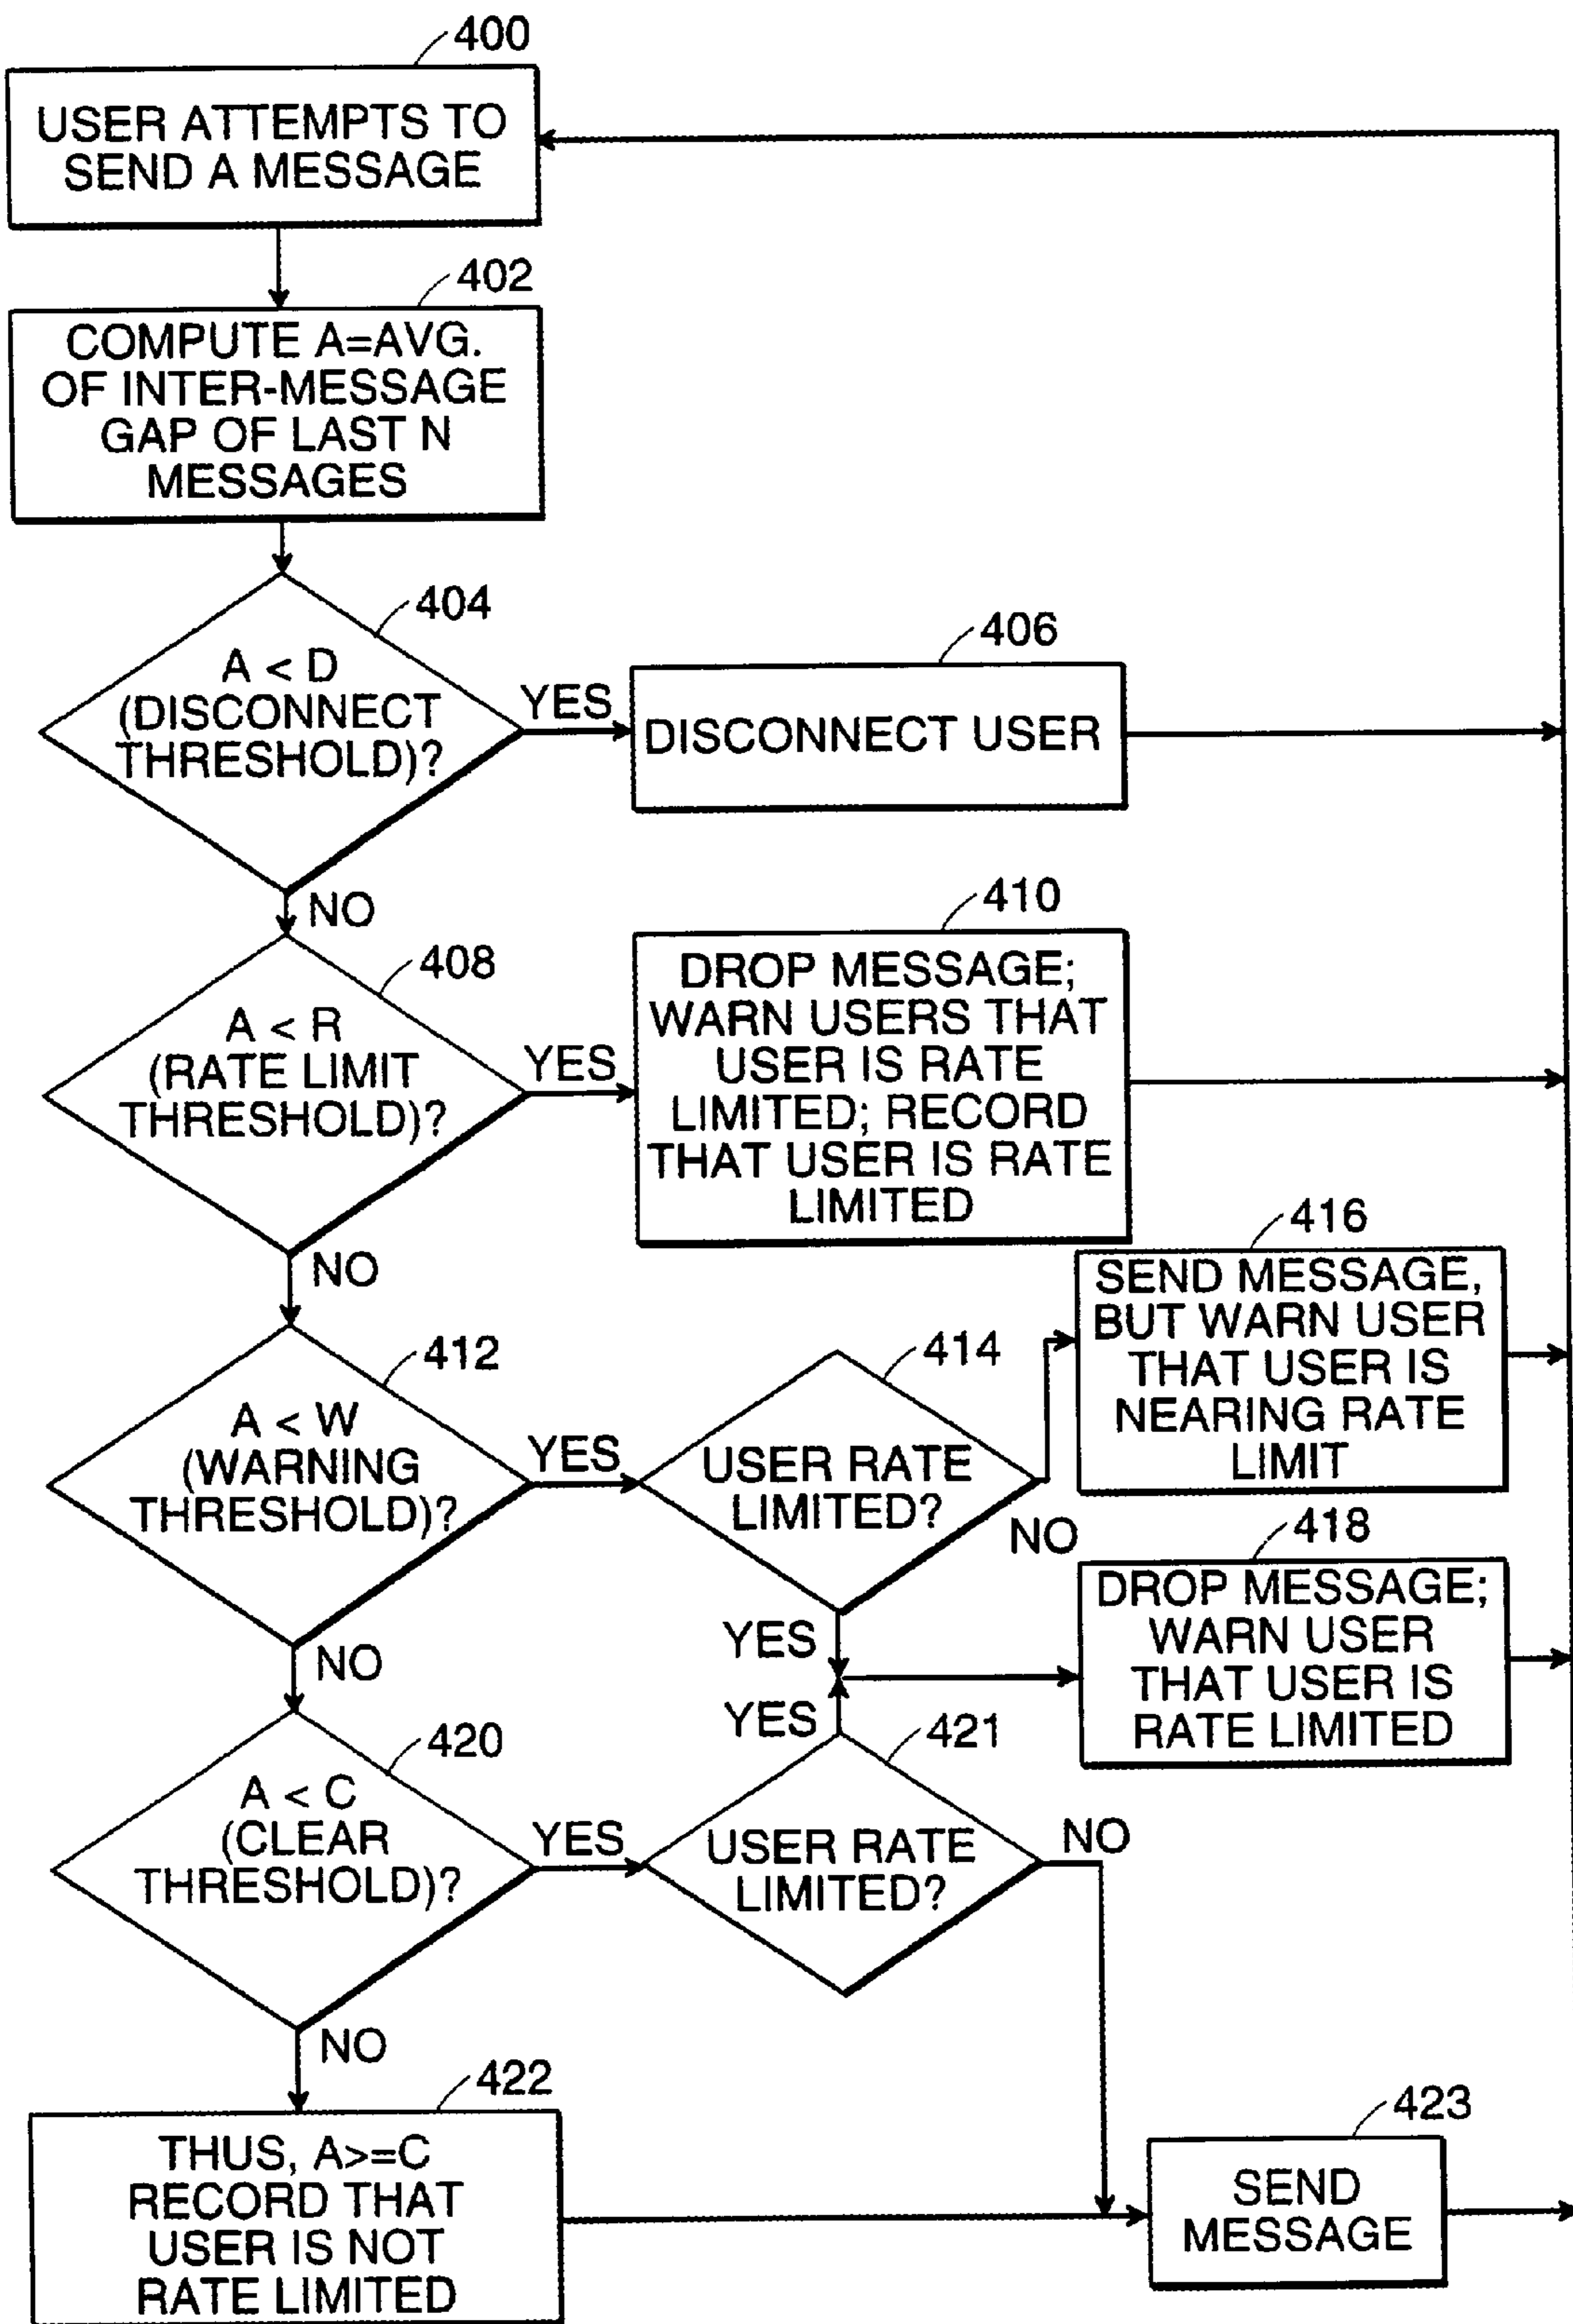 400
USER ATTEMPTS TO
SEND A MESSAGE
402
COMPUTE A=AVG.
OF INTER-MESSAGE
GAP OF LAST N
MESSAGES
404
A < D
(DISCONNECT
THRESHOLD)?
YES
406
DISCONNECT USER
NO
408
A < R
(RATE LIMIT
THRESHOLD)?
YES
410
DROP MESSAGE;
WARN USERS THAT
USER IS RATE
LIMITED; RECORD
THAT USER IS RATE
LIMITED
NO
412
A < W
(WARNING
THRESHOLD)?
YES
414
USER RATE
LIMITED?
NO
416
SEND MESSAGE,
BUT WARN USER
THAT USER IS
NEARING RATE
LIMIT
YES
418
DROP MESSAGE;
WARN USER
THAT USER IS
RATE LIMITED
NO
420
A < C
(CLEAR
THRESHOLD)?
YES
YES
421
USER RATE
LIMITED?
NO
NO
422
THUS, A>=C
RECORD THAT
USER IS NOT
RATE LIMITED
423
SEND
MESSAGE